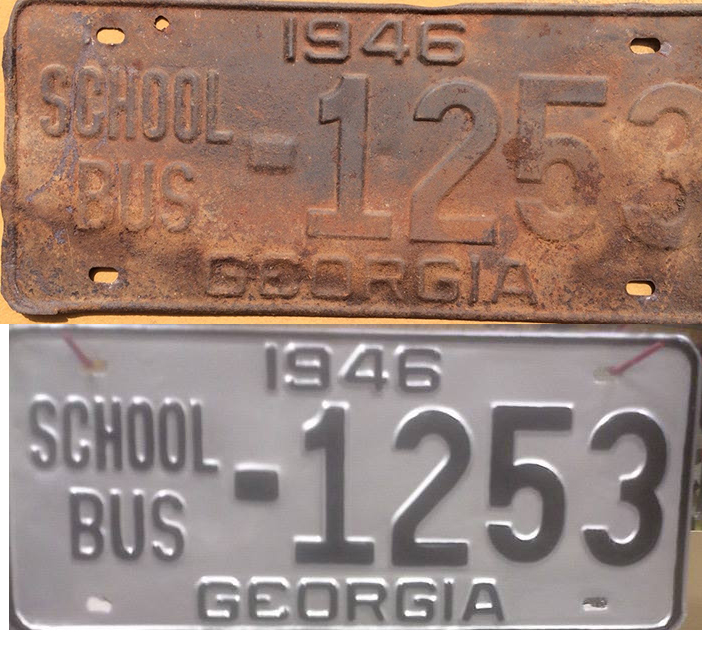 1946
SCHOOL
BUS
-1253
GEORGIA
1946
SCHOOL
BUS
-1253
GEORGIA